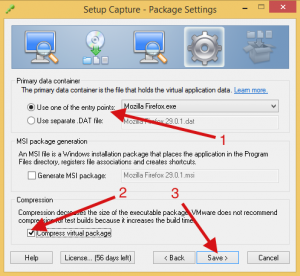 Setup Capture - Package Settings
Primary data container
The primary data container is the file that holds the virtual application data. Learn more.
Use one of the entry points: Mozilla Firefox.exe
Use separate .DAT file: Mozilla Firefox 29.0.1.dat
1
MSI package generation
An MSI file is a Windows installation package that places the application in the Program
Files directory, registers file associations and creates shortcuts.
Generate MSI package: Mozilla Firefox 29.0.1.msi
2
3
Compression
Compression decreases the size of the executable package. VMware does not recommend
compression for test builds because it increases the build time.
Compress virtual package
Help
License... (56 days left)
< Back
Save >
Cancel